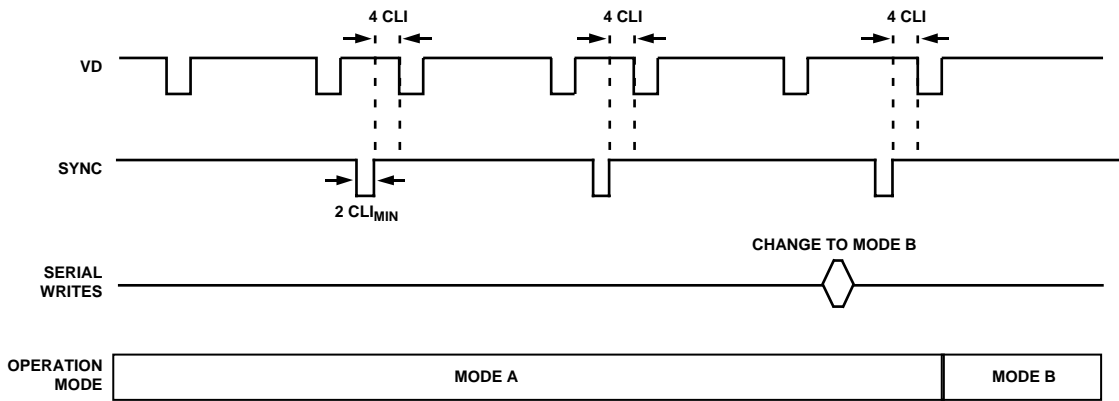 4 CLI 4 CLI 4 CLI
VD
SYNC
2 CLIMIN
CHANGE TO MODE B
SERIAL
WRITES
OPERATION
MODE
MODE A MODE B